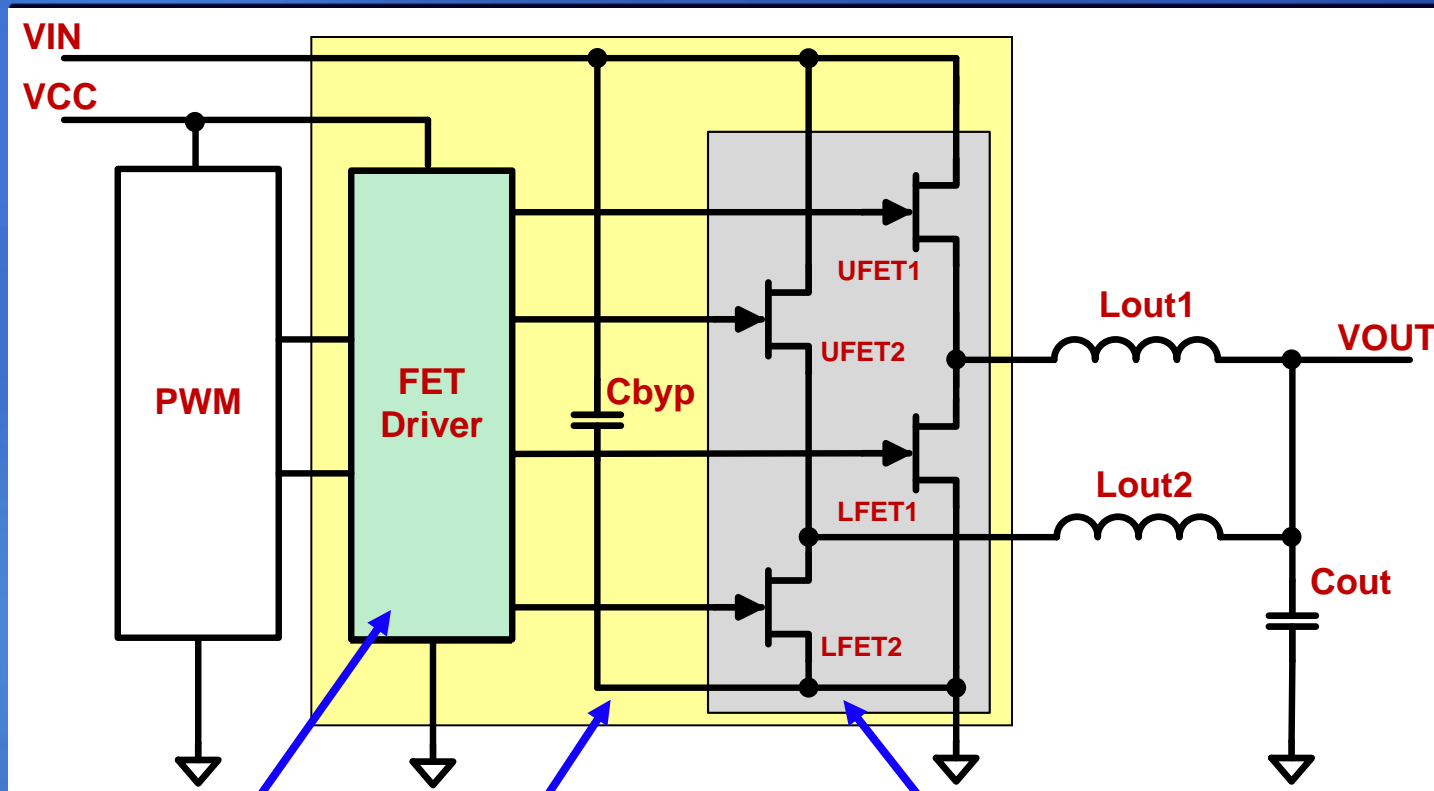 VIN
VCC
PWM
FET
Driver
Cbyp
UFET1
UFET2
LFET1
LFET2
Lout1
VOUT
Lout2
Cout